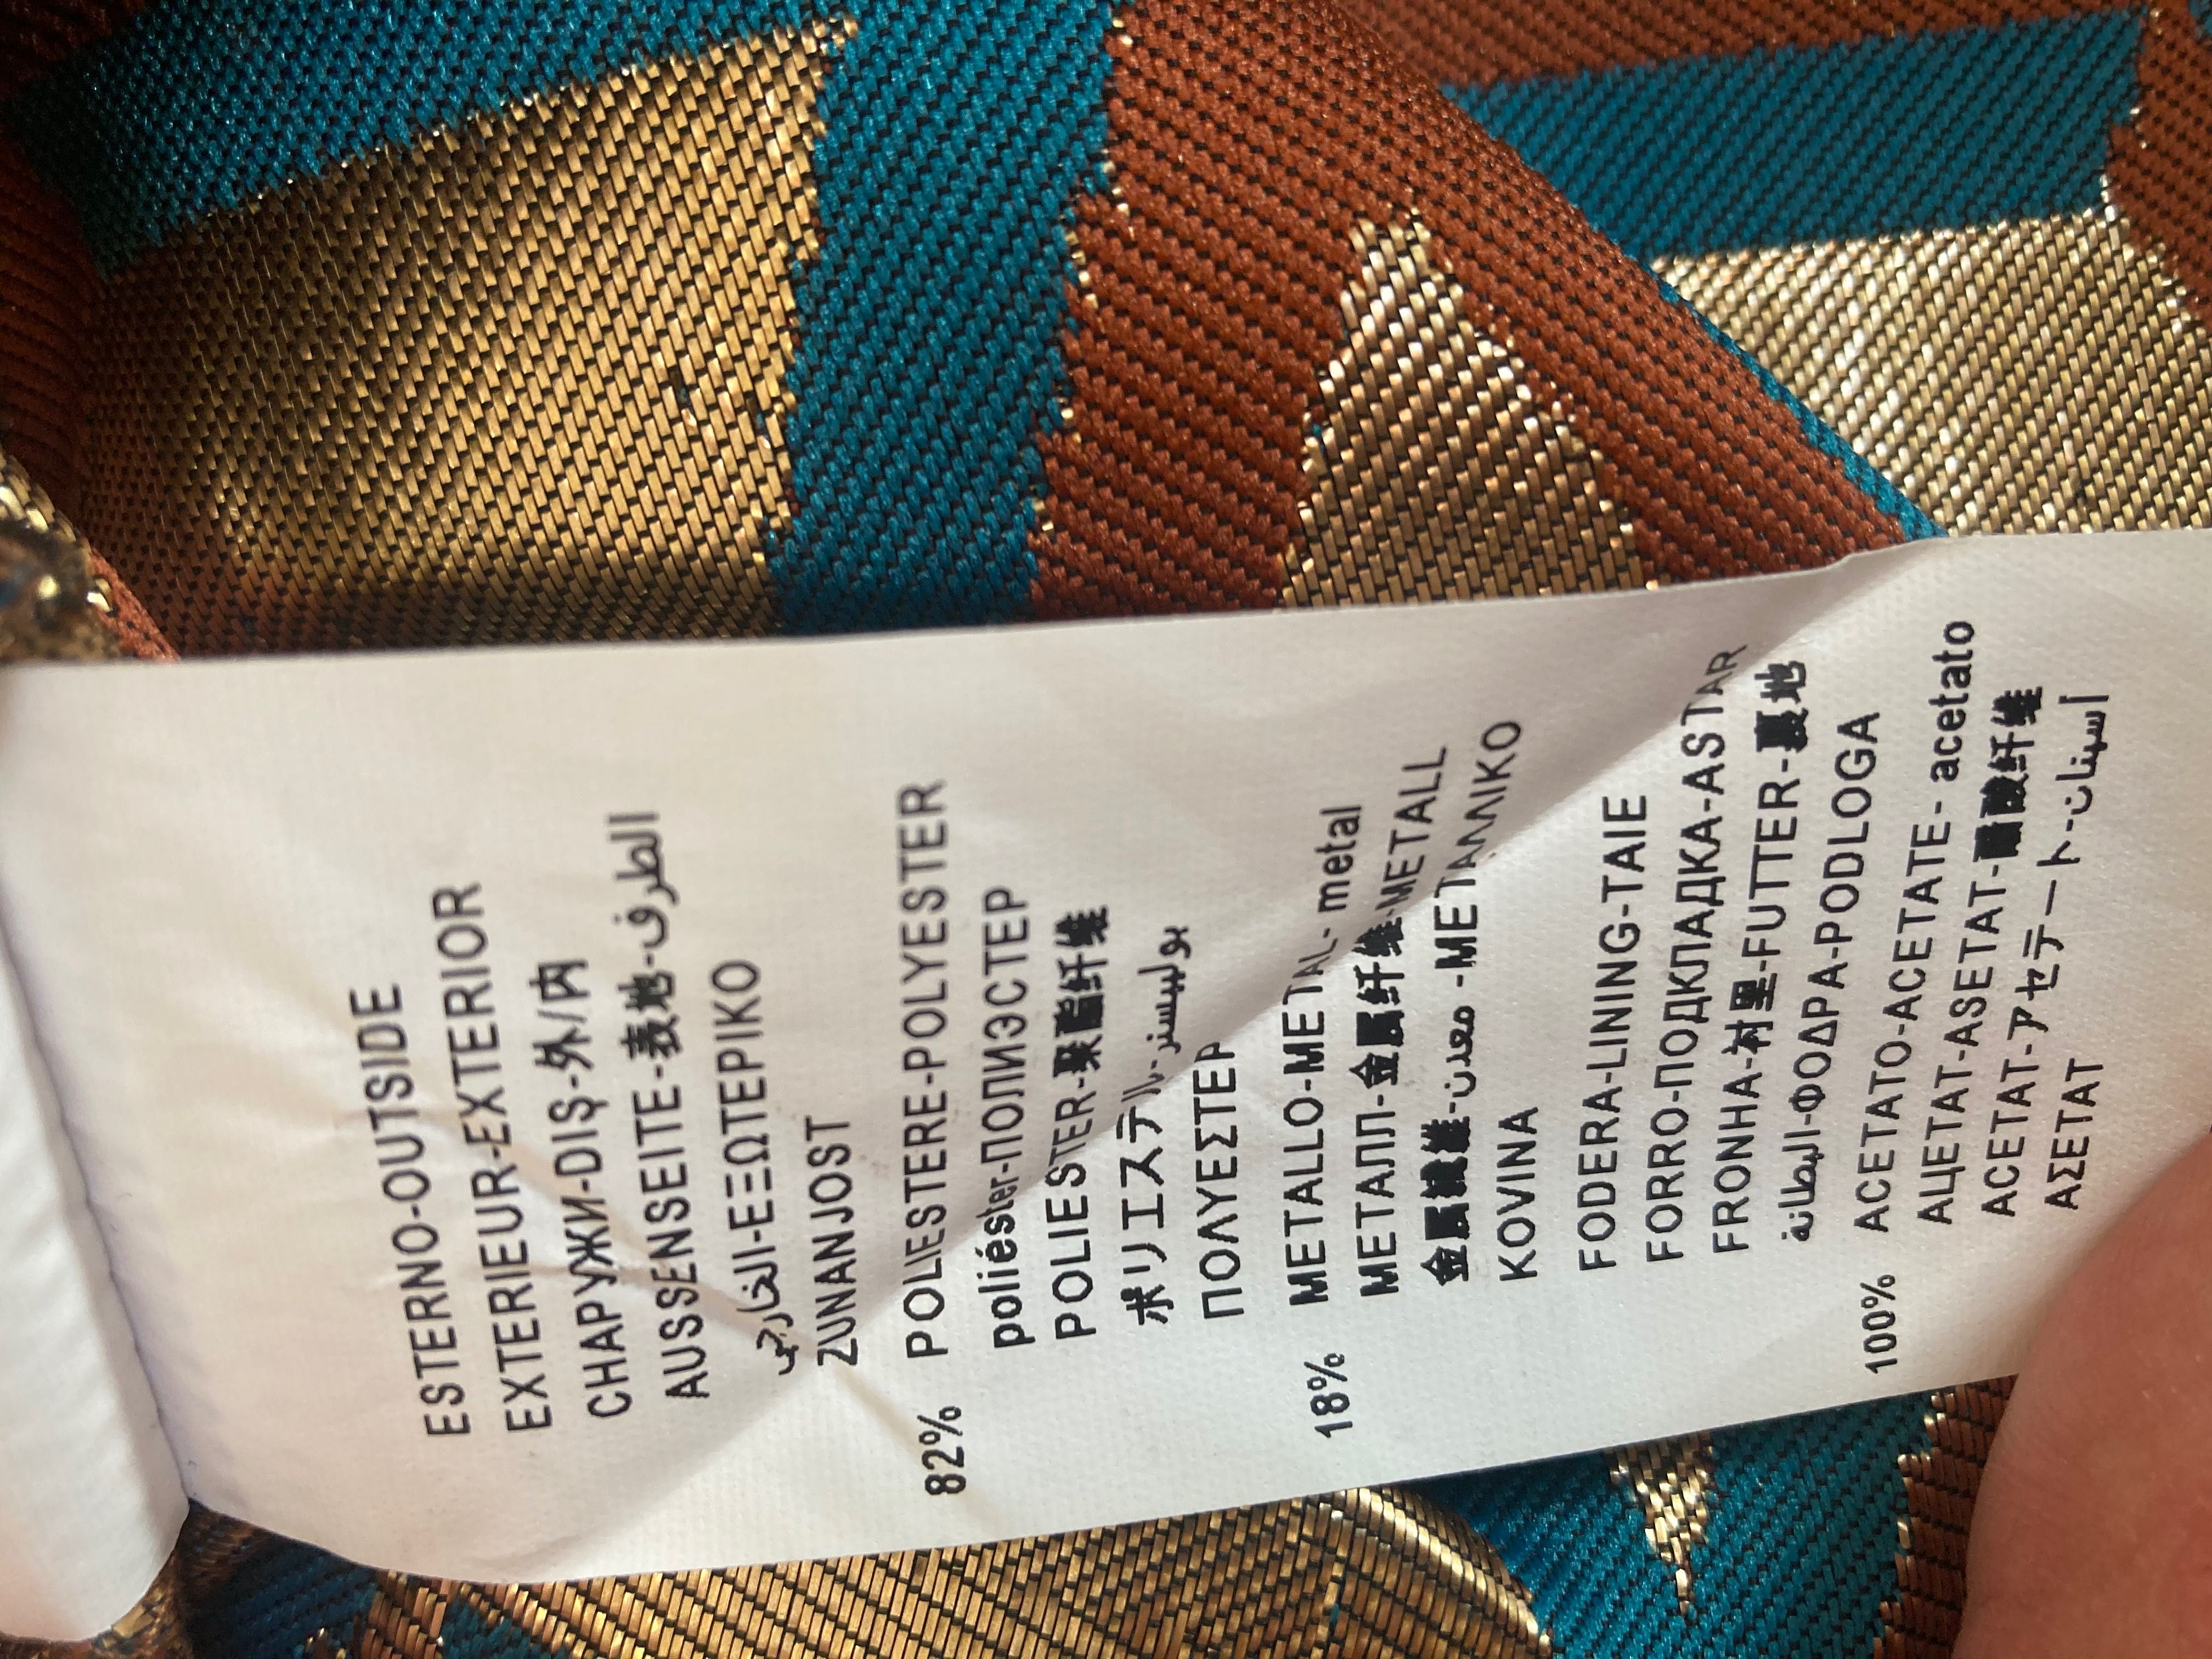 ESTERNO-OUTSIDE
EXTERIEUR-EXTERIOR
СНАРУЖИ-DIŞ-外/内
AUSSENSEITE-表地-الطرف
الخارجي-ΕΞΩΤΕΡΙΚΟ
ZUNANJOST
82% POLIESTERE-POLYESTER
poliéster-ПОЛИЭСТЕР
POLIESTER-聚酯纤维
ポリエステル-بوليستر
ΠΟΛΥΕΣΤΕΡ
18% METALLO-METAL- metal
МЕТАЛЛ-金属纤维-METALL
金属繊維-معدن -ΜΕΤΑΛΛΙΚΟ
KOVINA
FODERA-LINING-TAIE
FORRO-ПОДКЛАДКА-ASTAR
FRONHA-衬里-FUTTER-裏地
البطانة-ΦΟΔΡΑ-PODLOGA
100% ACETATO-ACETATE- acetato
АЦЕТАТ-ASETAT-醋酸纤维
ACETAT-アセテート-أسيتات
ΑΣΕΤΑΤ